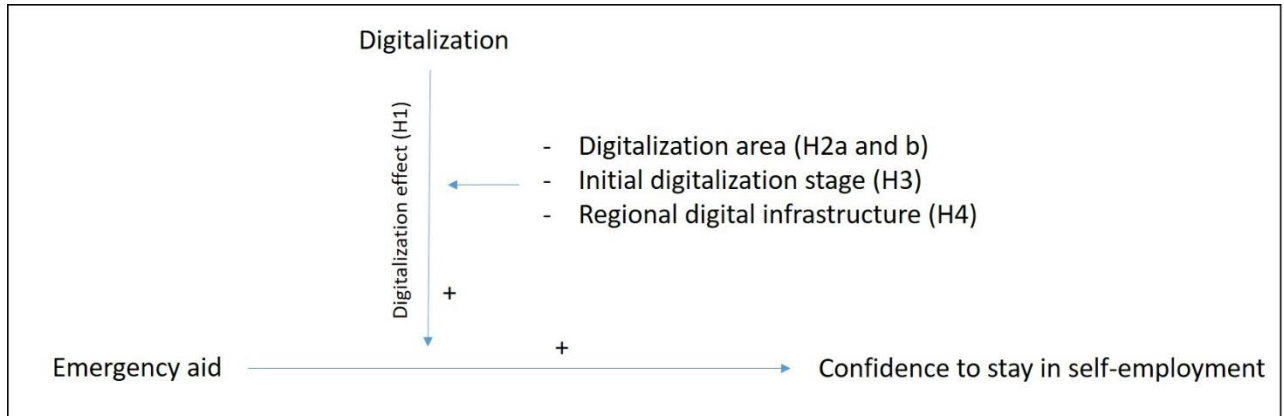 Digitalization
Digitalization effect (H1)
- Digitalization area (H2a and b)
- Initial digitalization stage (H3)
- Regional digital infrastructure (H4)
+
+
Emergency aid
Confidence to stay in self-employment